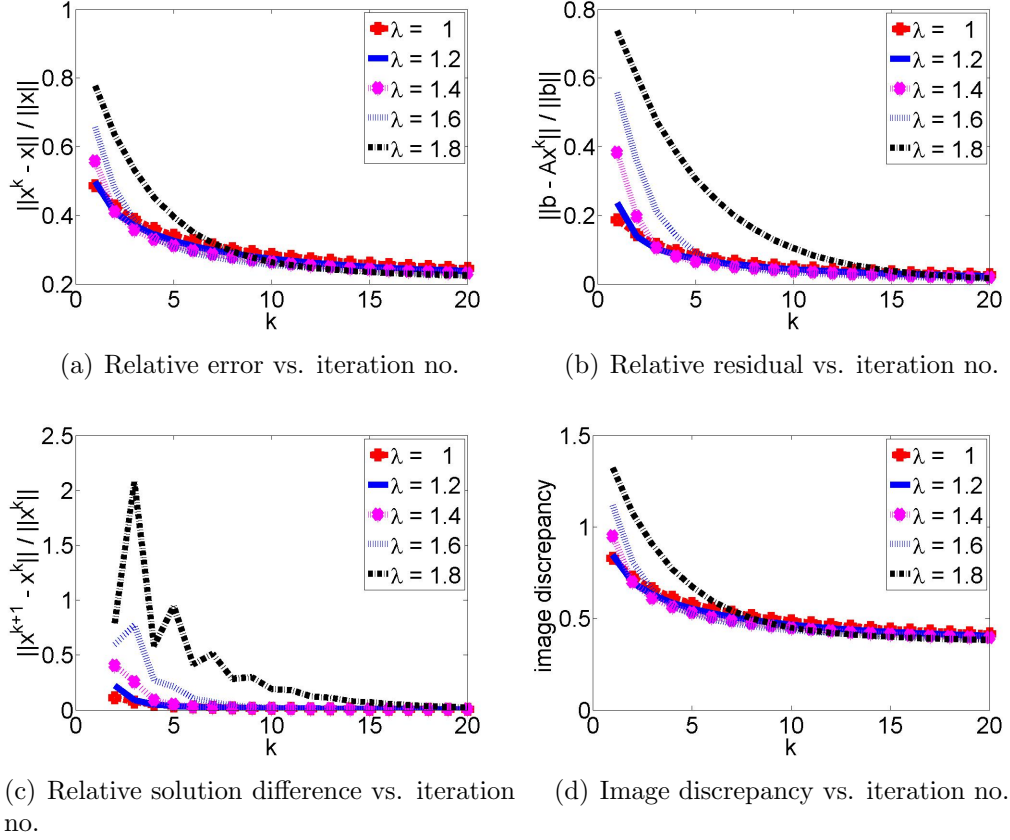 1
0.8
0.6
0.4
0.2
0
5
10
15
20
k
||x^k - x|| / ||x||
λ = 1
λ = 1.2
λ = 1.4
λ = 1.6
λ = 1.8
(a) Relative error vs. iteration no.
0.8
0.6
0.4
0.2
0
0
5
10
15
20
k
||b - Ax^k|| / ||b||
λ = 1
λ = 1.2
λ = 1.4
λ = 1.6
λ = 1.8
(b) Relative residual vs. iteration no.
2.5
2
1.5
1
0.5
0
0
5
10
15
20
k
||x^{k+1} - x^k|| / ||x^k||
λ = 1
λ = 1.2
λ = 1.4
λ = 1.6
λ = 1.8
(c) Relative solution difference vs. iteration
no.
1.5
1
0.5
0
0
5
10
15
20
k
image discrepancy
λ = 1
λ = 1.2
λ = 1.4
λ = 1.6
λ = 1.8
(d) Image discrepancy vs. iteration no.